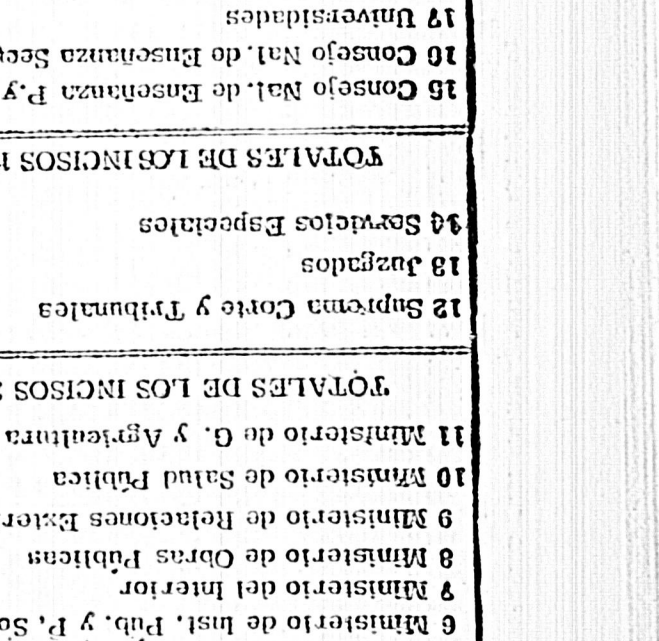 6 Ministerio de Inst. Pub. y P.
7 Ministerio del Interior
8 Ministerio de Obras Públicas
9 Ministerio de Relaciones Exter
10 Ministerio de Salud Pública
11 Ministerio de G. y Agricultura
TOTALES DE LOS INCISOS
12 Suprema Corte y Tribunales
13 Juzgados
14 Servicios Especiales
TOTALES DE LOS INCISOS
15 Consejo Nal. de Enseñanza P. y
16 Consejo Nal. de Enseñanza Sec
17 Universidades